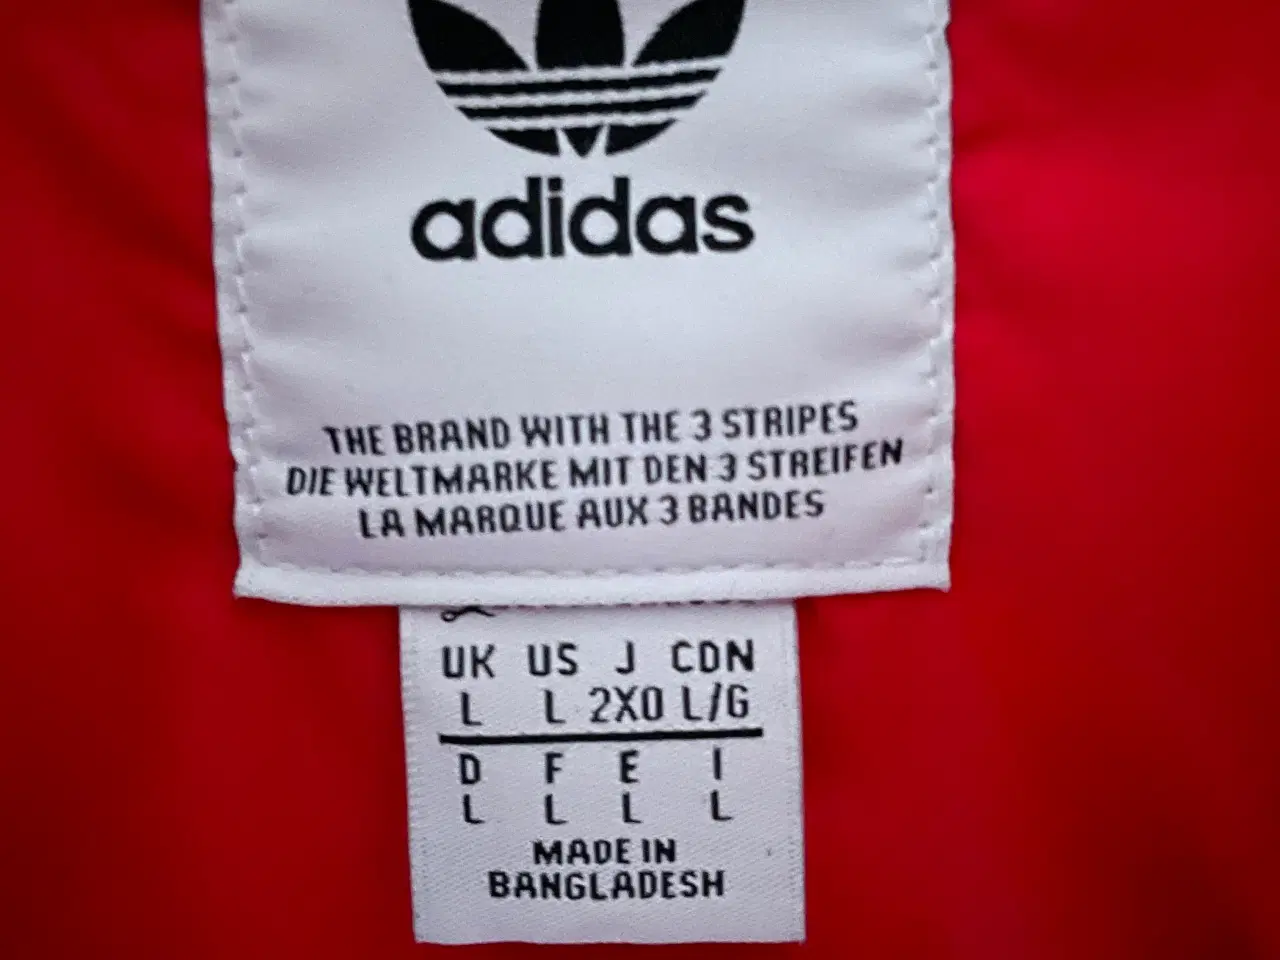 adidas
THE BRAND WITH THE 3 STRIPES
DIE WELTMARKE MIT DEN 3 STREIFEN
LA MARQUE AUX 3 BANDES
UK US J CDN
L L 2XO L/G
D F E I
L L L L
MADE IN
BANGLADESH